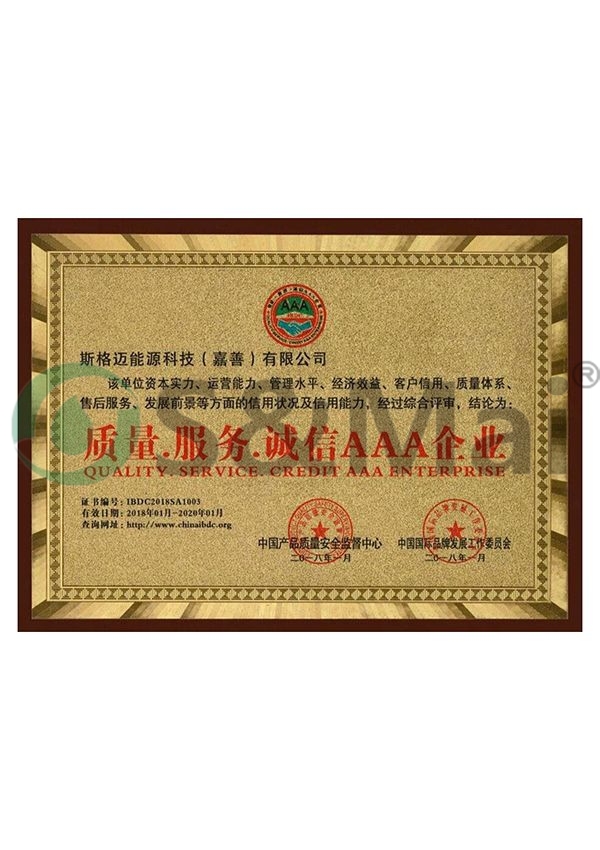 AAA
斯格迈能源科技（嘉善）有限公司
该单位资本实力、运营能力、管理水平、经济效益、客户信用、质量体系、
售后服务、发展前景等方面的信用状况及信用能力，经过综合评审，结论为：
质量.服务.诚信AAA企业
QUALITY. SERVICE. CREDIT AAA ENTERPRISE
证书编号：IBDC2018SA1003
有效日期：2018年01月-2020年01月
查询网址：http://www.chinaibdc.org
中国产品质量安全监督中心
二〇一八年一月
中国国际品牌发展工作委员会
二〇一八年一月
®